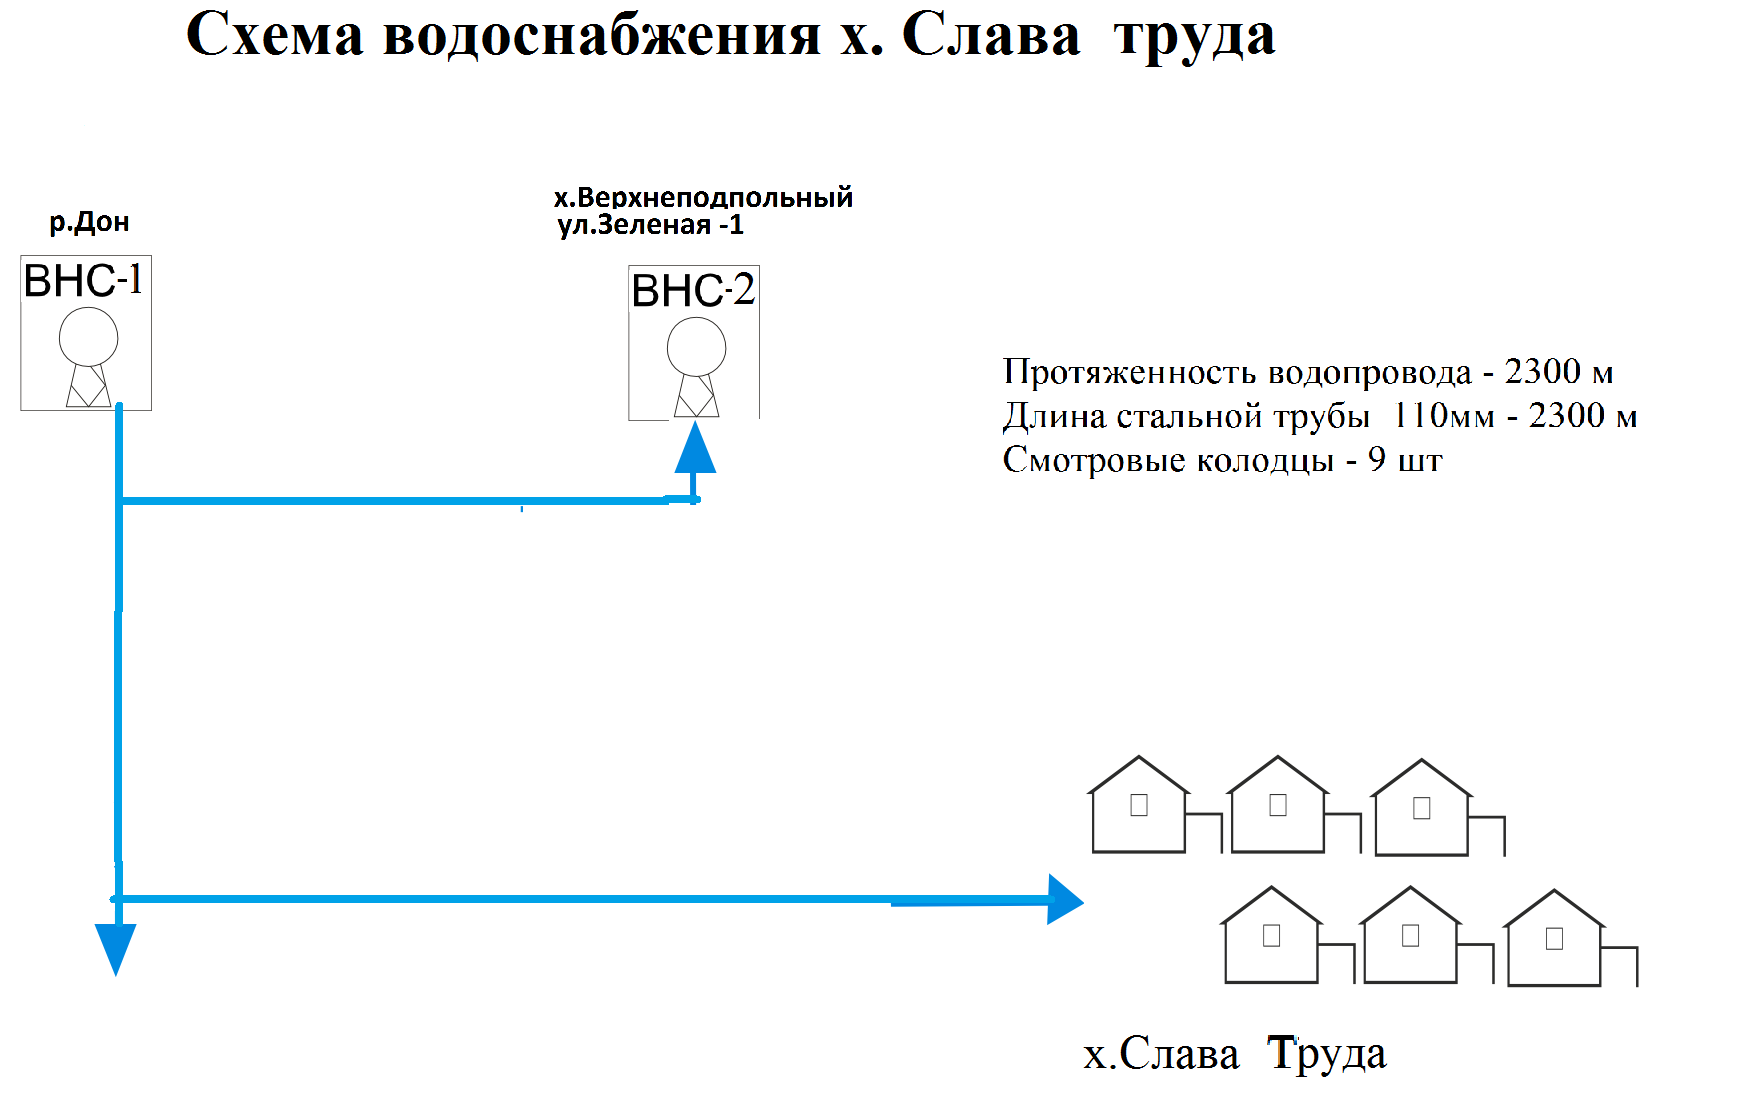 Схема водоснабжения х. Слава труда
р.Дон
х.Верхнеподпольный
ул.Зеленая -1
ВНС-1
ВНС-2
Протяженность водопровода - 2300 м
Длина стальной трубы 110мм - 2300 м
Смотровые колодцы - 9 шт
х.Слава Труда